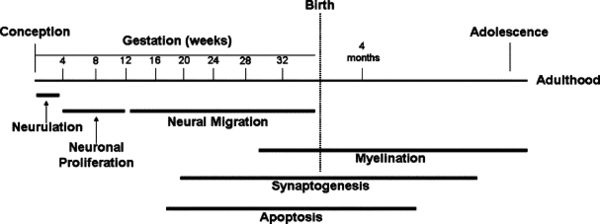 Birth
Conception
Gestation (weeks)
Adolescence
4 8 12 16 20 24 28 32
4
months
Adulthood
Neurulation
Neural Migration
Neuronal
Proliferation
Myelination
Synaptogenesis
Apoptosis